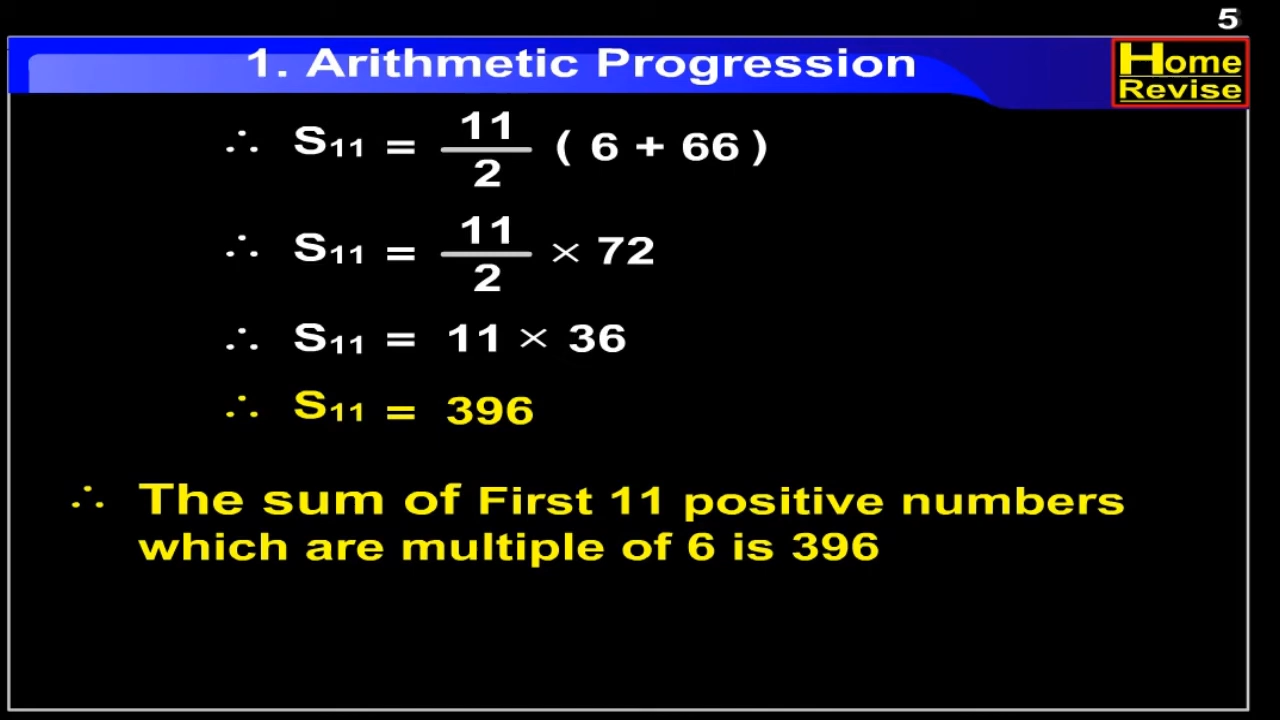 5
1. Arithmetic Progression
Home
Revise
∴ S₁₁ = 11/2 ( 6 + 66 )
∴ S₁₁ = 11/2 × 72
∴ S₁₁ = 11 × 36
∴ S₁₁ = 396
∴ The sum of First 11 positive numbers
which are multiple of 6 is 396